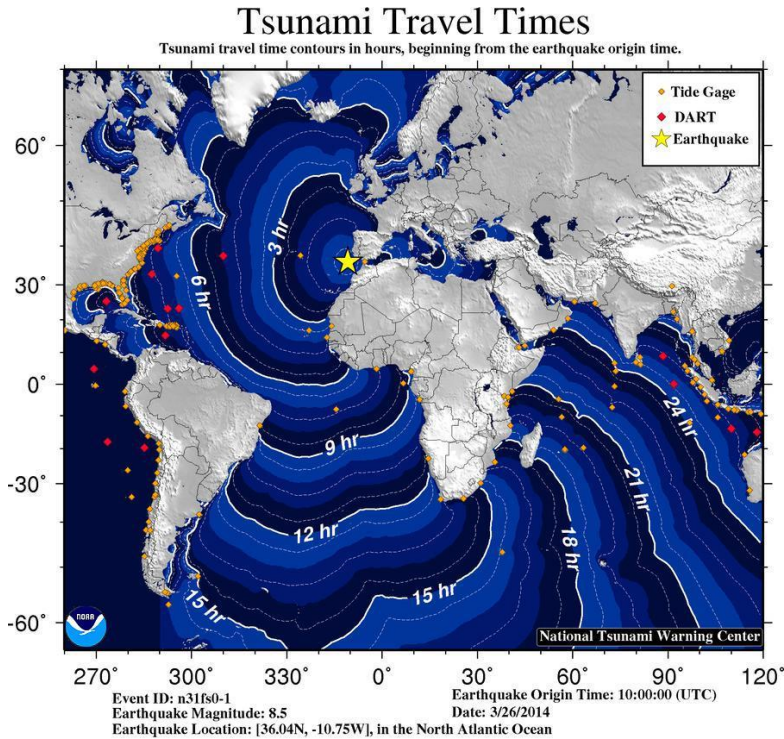 Tsunami Travel Times
Tsunami travel time contours in hours, beginning from the earthquake origin time.
Tide Gage
DART
Earthquake
60°
30°
0°
-30°
-60°
3 hr
6 hr
9 hr
12 hr
15 hr
15 hr
18 hr
21 hr
24 hr
NOAA
National Tsunami Warning Center
270° 300° 330° 0° 30° 60° 90° 120°
Event ID: n31fs0-1
Earthquake Magnitude: 8.5
Earthquake Location: [36.04N, -10.75W], in the North Atlantic Ocean
Earthquake Origin Time: 10:00:00 (UTC)
Date: 3/26/2014